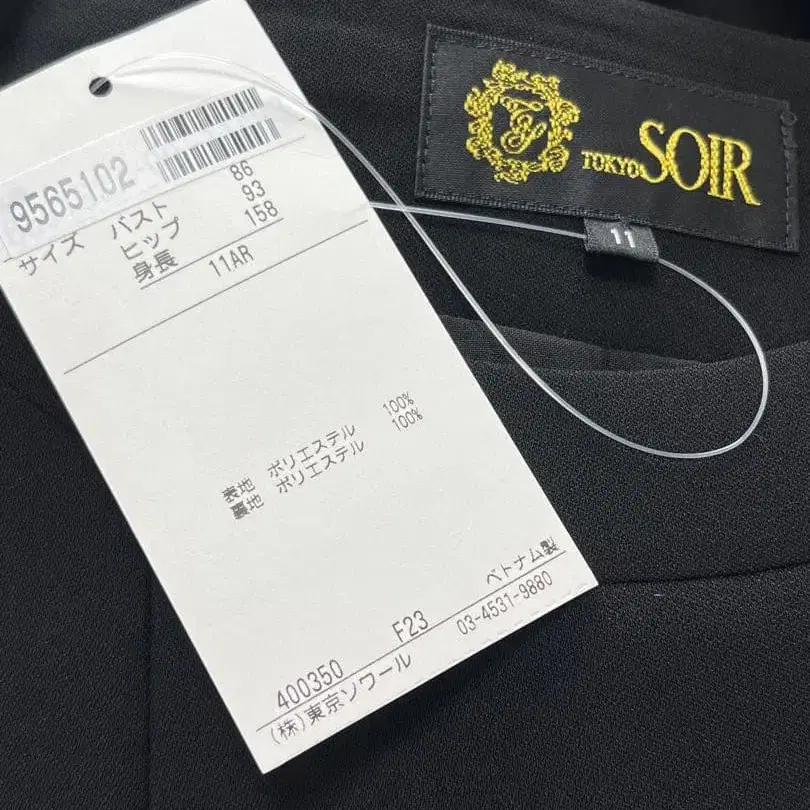 9565102
サイズ バスト 86
ヒップ 93
身長 158
11AR
表地 ポリエステル 100%
裏地 ポリエステル 100%
ベトナム製
400350 F23 03-4531-9880
(株)東京ソワール
TOKYO SOIR
11